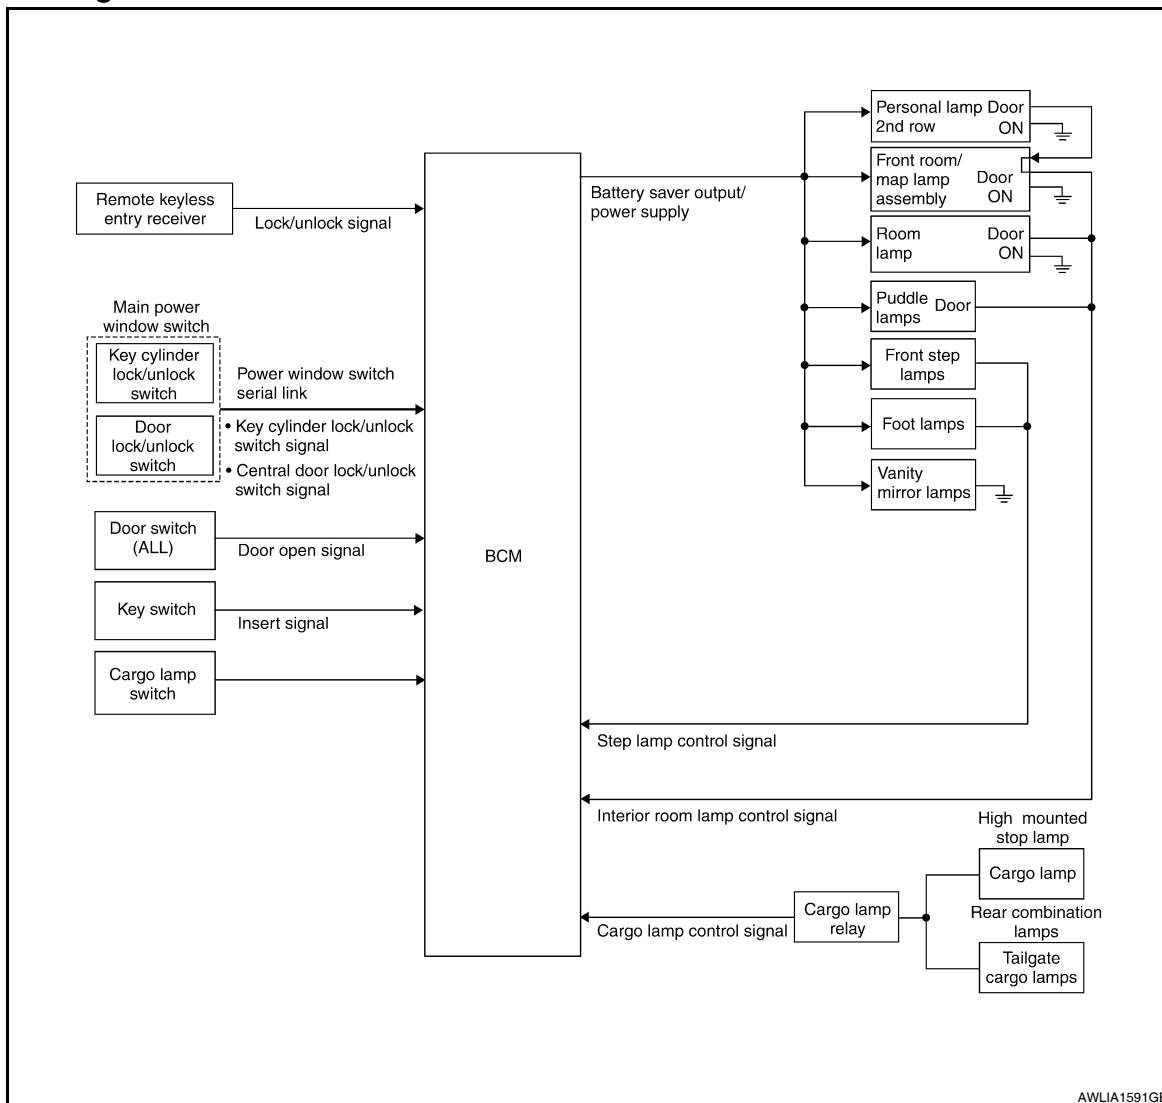 Remote keyless
entry receiver
Lock/unlock signal
Main power
window switch
Key cylinder
lock/unlock
switch
Door
lock/unlock
switch
Power window switch
serial link
• Key cylinder lock/unlock
switch signal
• Central door lock/unlock
switch signal
Door switch
(ALL)
Door open signal
Key switch
Insert signal
Cargo lamp
switch
BCM
Battery saver output/
power supply
Personal lamp Door
2nd row ON
Front room/
map lamp Door
assembly ON
Room Door
lamp ON
Puddle Door
lamps
Front step
lamps
Foot lamps
Vanity
mirror lamps
Step lamp control signal
Interior room lamp control signal
High mounted
stop lamp
Cargo lamp
Cargo lamp
relay
Cargo lamp control signal
Rear combination
lamps
Tailgate
cargo lamps